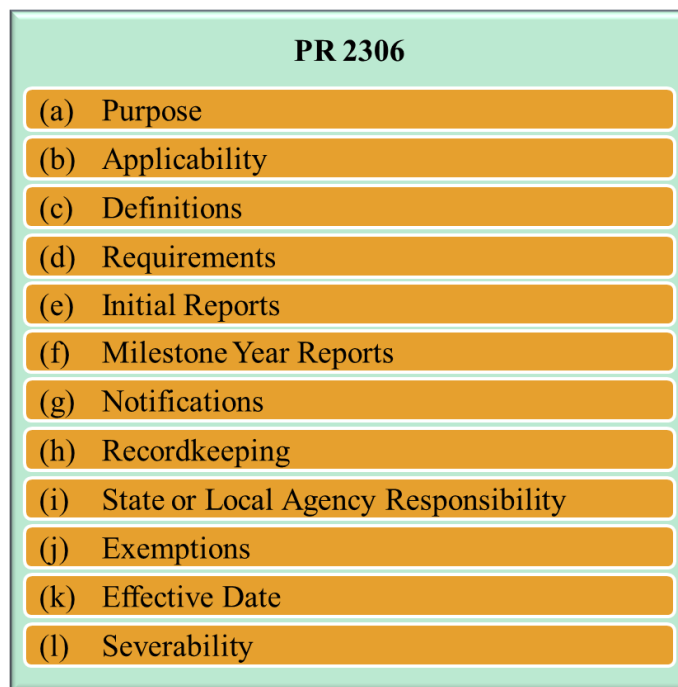 PR 2306
(a) Purpose
(b) Applicability
(c) Definitions
(d) Requirements
(e) Initial Reports
(f) Milestone Year Reports
(g) Notifications
(h) Recordkeeping
(i) State or Local Agency Responsibility
(j) Exemptions
(k) Effective Date
(l) Severability